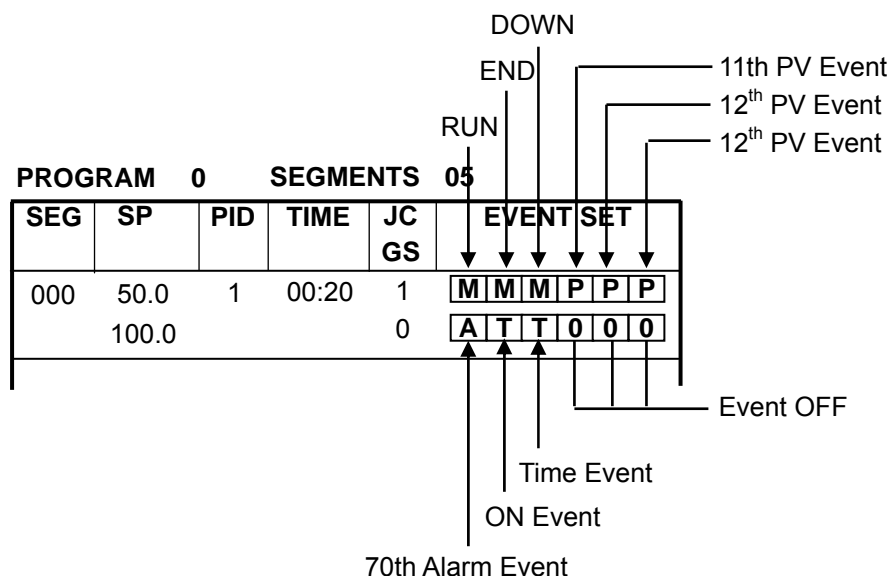 DOWN
END
RUN
11th PV Event
12th PV Event
12th PV Event
PROGRAM 0 SEGMENTS 05
SEG SP PID TIME JC EVENT SET
GS
000 50.0 1 00:20 1 M M M P P P
100.0 0 A T T 0 0 0
Event OFF
Time Event
ON Event
70th Alarm Event